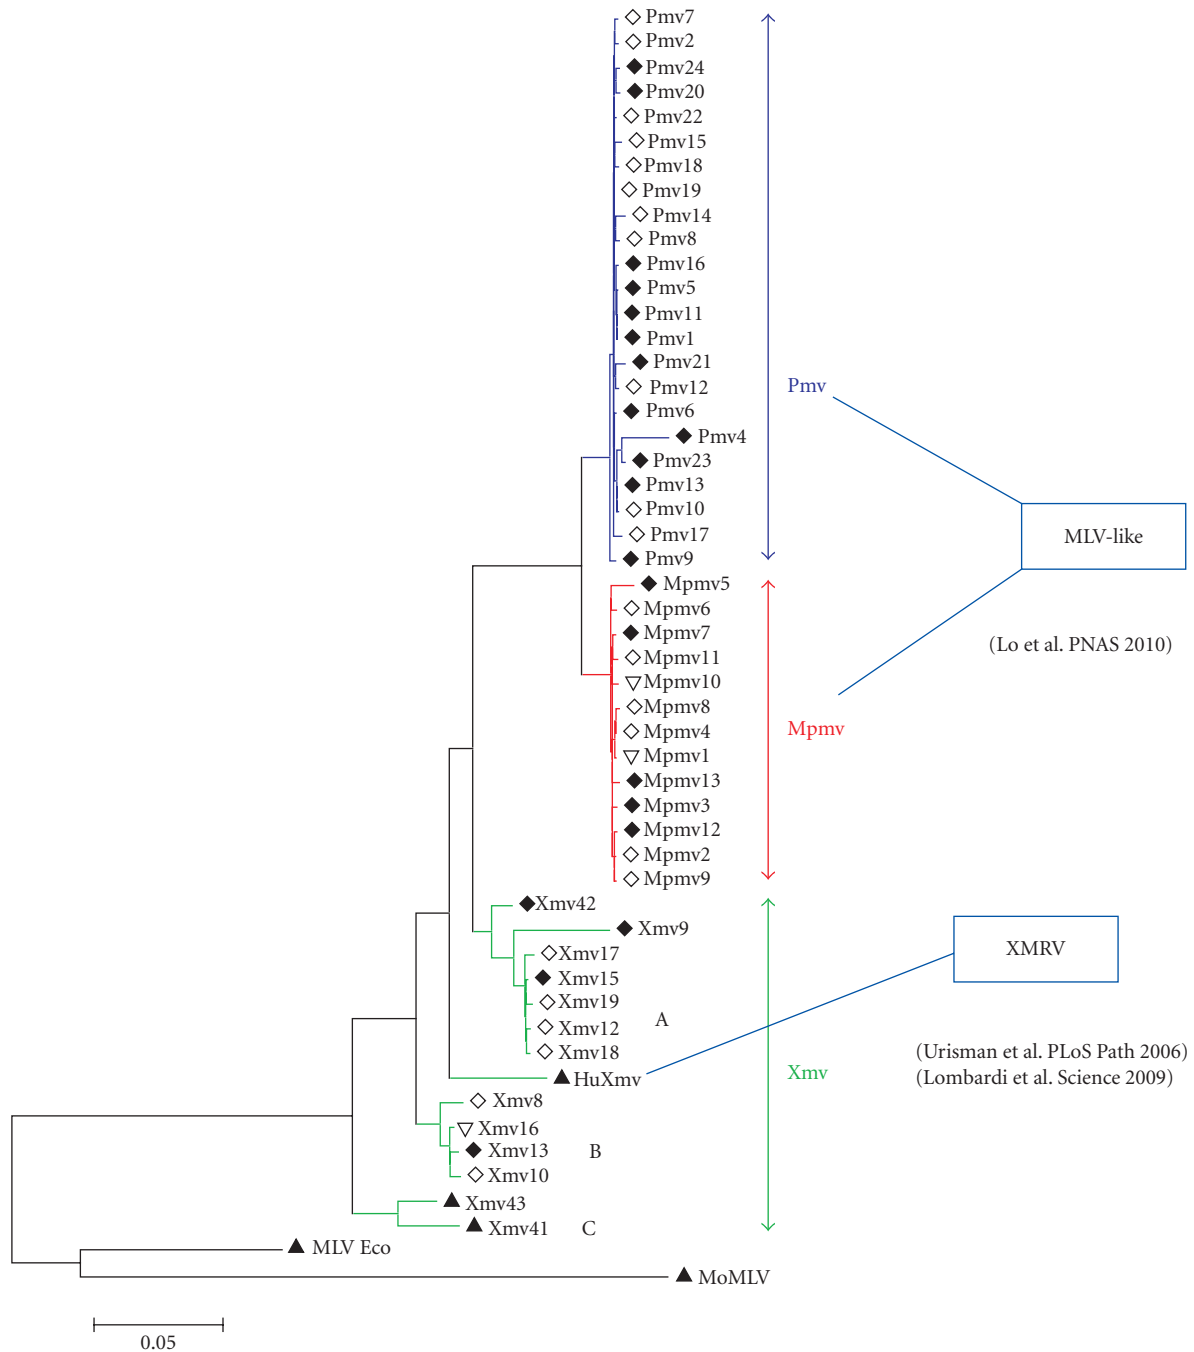 Pmv7
Pmv2
Pmv24
Pmv20
Pmv22
Pmv15
Pmv18
Pmv19
Pmv14
Pmv8
Pmv16
Pmv5
Pmv11
Pmv1
Pmv21
Pmv12
Pmv6
Pmv4
Pmv23
Pmv13
Pmv10
Pmv17
Pmv9
Pmv
MLV-like
(Lo et al. PNAS 2010)
Mpmv5
Mpmv6
Mpmv7
Mpmv11
Mpmv10
Mpmv8
Mpmv4
Mpmv1
Mpmv13
Mpmv3
Mpmv12
Mpmv2
Mpmv9
Mpmv
Xmv42
Xmv9
Xmv17
Xmv15
Xmv19
Xmv12
Xmv18
A
HuXmv
XMRV
(Urisman et al. PLoS Path 2006)
(Lombardi et al. Science 2009)
Xmv
Xmv8
Xmv16
Xmv13
Xmv10
B
Xmv43
Xmv41
C
MLV Eco
MoMLV
0.05